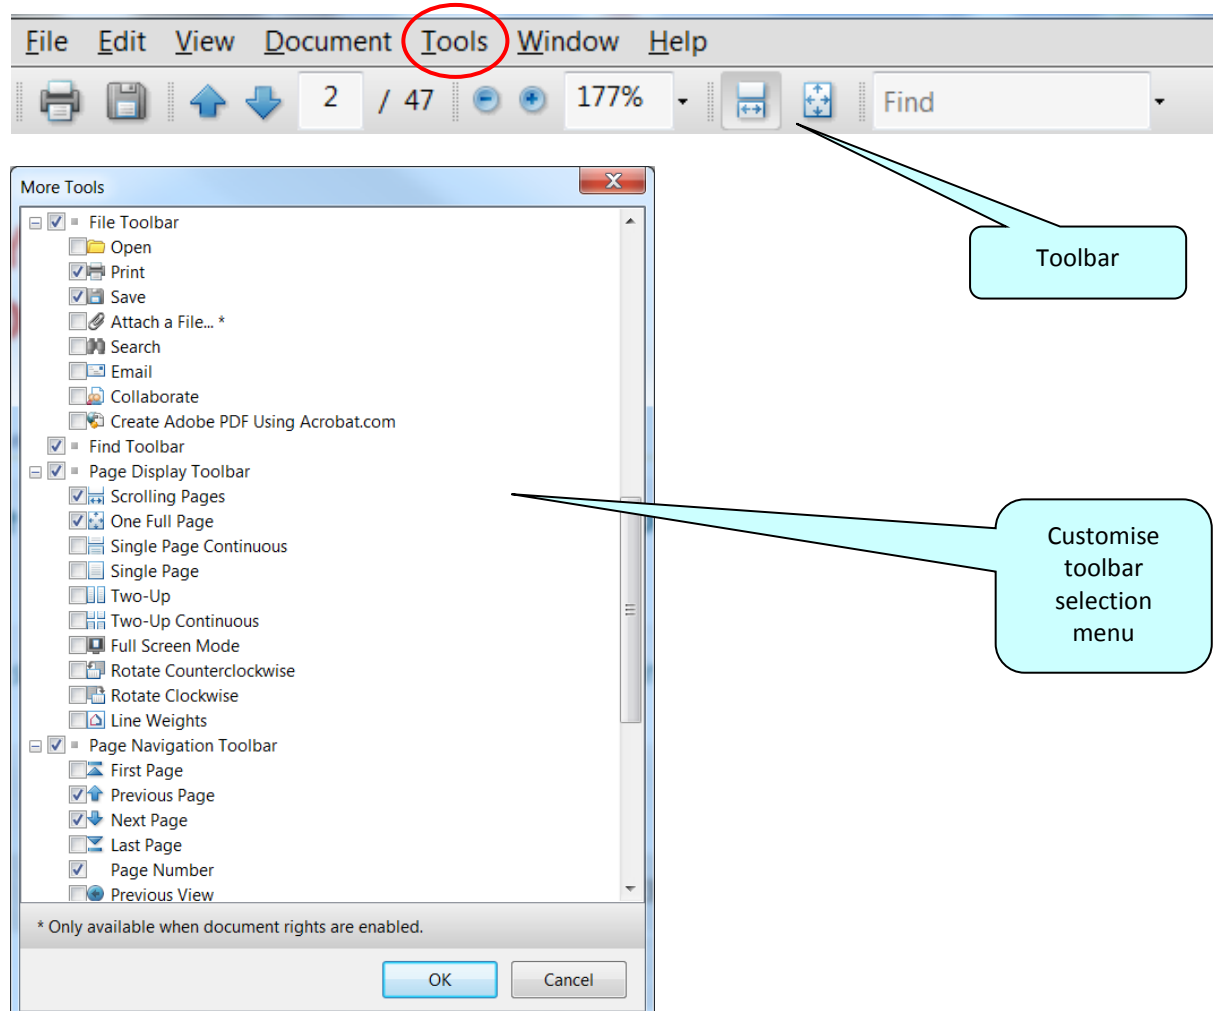 File Edit View Document Tools Window Help
2 / 47 177% Find
More Tools
File Toolbar
Open
Print
Save
Attach a File... *
Search
Email
Collaborate
Create Adobe PDF Using Acrobat.com
Find Toolbar
Page Display Toolbar
Scrolling Pages
One Full Page
Single Page Continuous
Single Page
Two-Up
Two-Up Continuous
Full Screen Mode
Rotate Counterclockwise
Rotate Clockwise
Line Weights
Page Navigation Toolbar
First Page
Previous Page
Next Page
Last Page
Page Number
Previous View
* Only available when document rights are enabled.
OK Cancel
Toolbar
Customise
toolbar
selection
menu